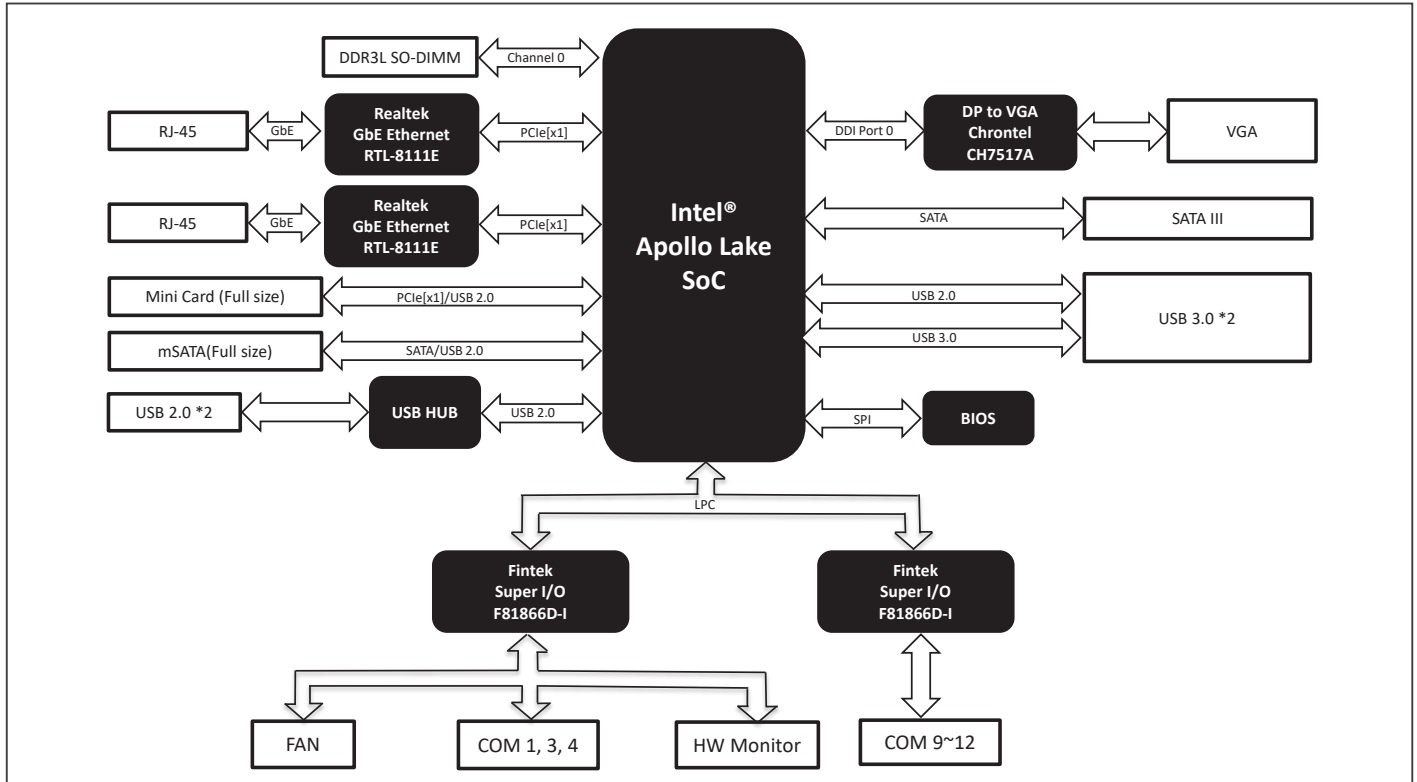 DDR3L SO-DIMM
Channel 0
RJ-45
GbE
Realtek
GbE Ethernet
RTL-8111E
PCIe[x1]
RJ-45
GbE
Realtek
GbE Ethernet
RTL-8111E
PCIe[x1]
Mini Card (Full size)
PCIe[x1]/USB 2.0
mSATA(Full size)
SATA/USB 2.0
USB 2.0 *2
USB HUB
USB 2.0
Intel®
Apollo Lake
SoC
DDI Port 0
DP to VGA
Chrontel
CH7517A
VGA
SATA
SATA III
USB 2.0
USB 3.0
USB 3.0 *2
SPI
BIOS
LPC
Fintek
Super I/O
F81866D-I
Fintek
Super I/O
F81866D-I
FAN
COM 1, 3, 4
HW Monitor
COM 9~12